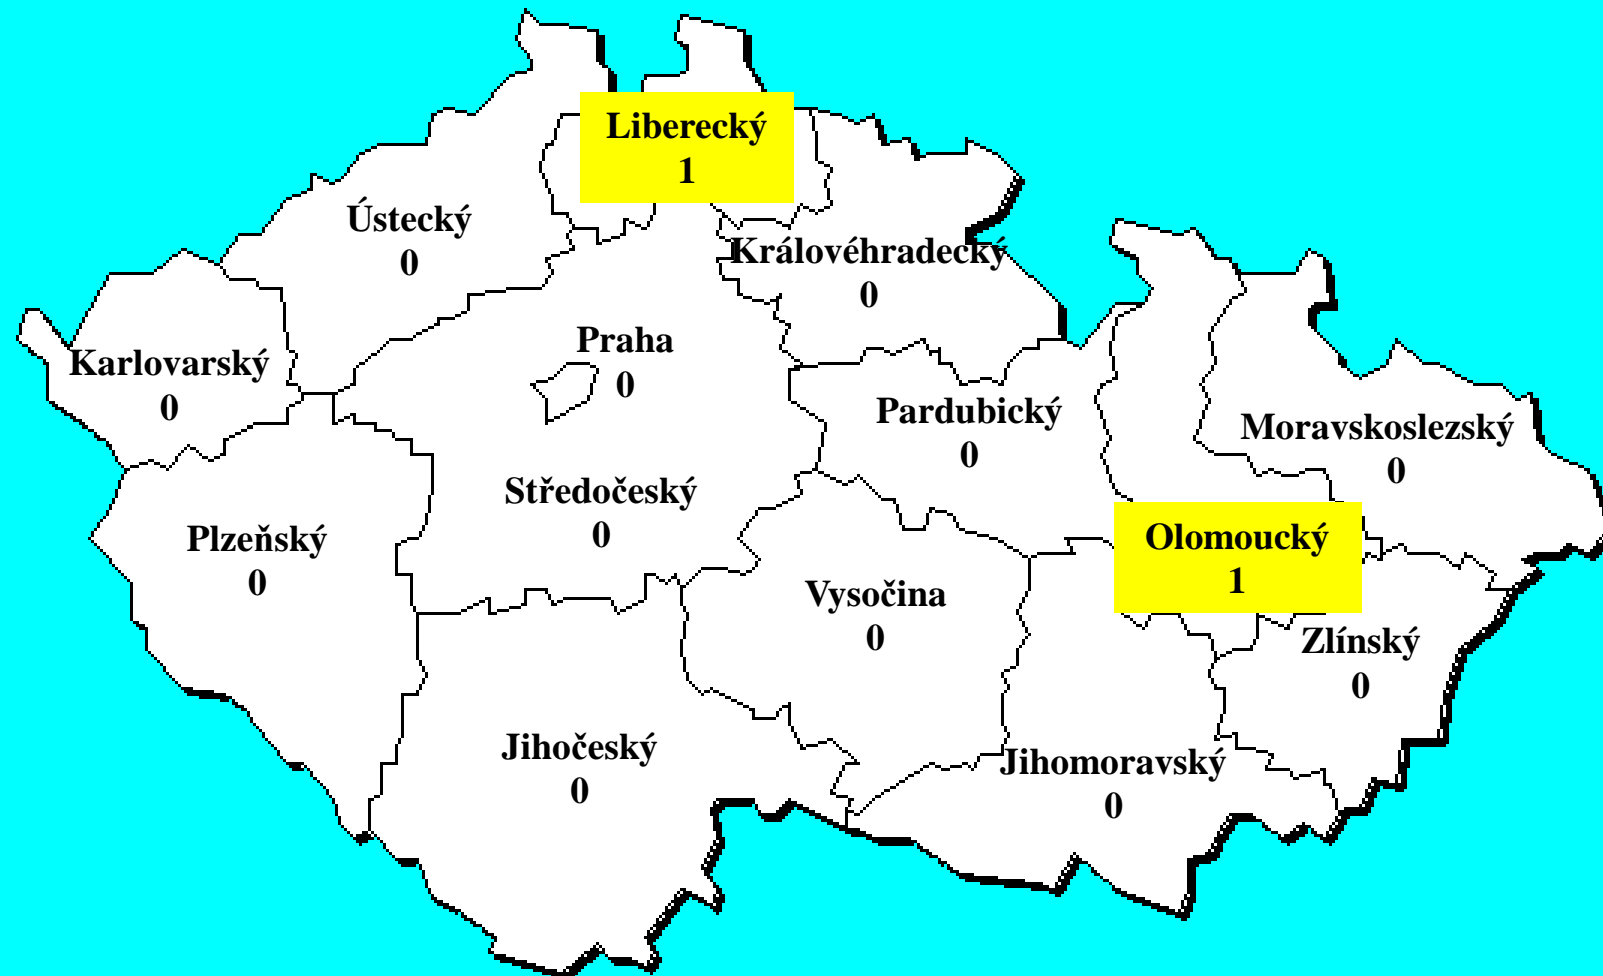 Liberecký
1
Ústecký
0
Královéhradecký
0
Praha
0
Karlovarský
0
Pardubický
0
Moravskoslezský
0
Středočeský
0
Plzeňský
0
Olomoucký
1
Vysočina
0
Zlínský
0
Jihočeský
0
Jihomoravský
0